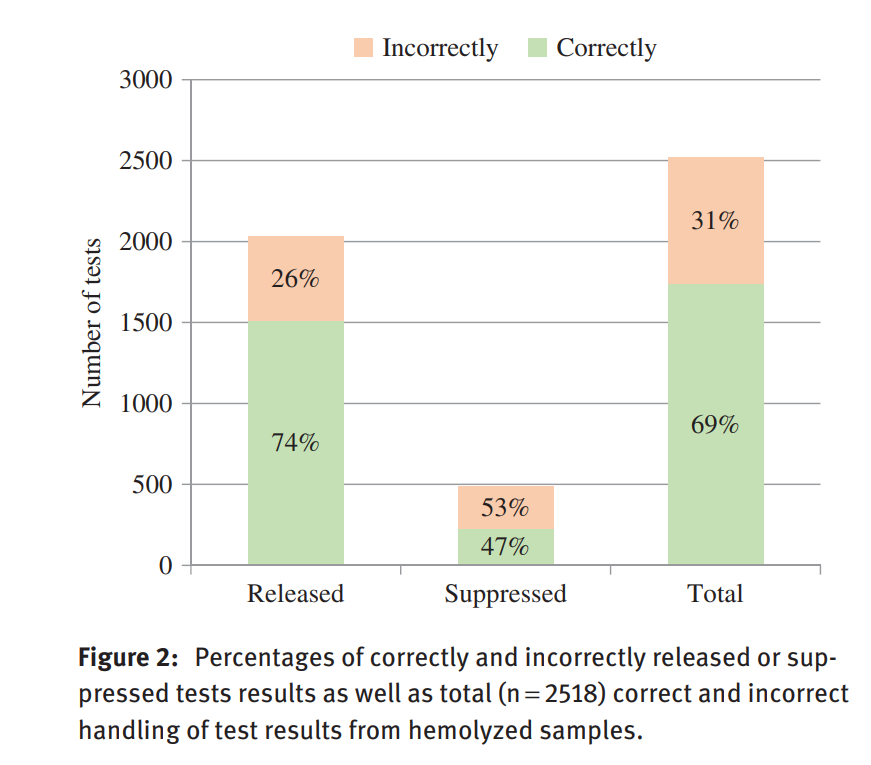 Incorrectly Correctly
3000
2500
2000
1500
1000
500
0
Number of tests
26%
74%
53%
47%
31%
69%
Released Suppressed Total
Figure 2: Percentages of correctly and incorrectly released or sup-
pressed tests results as well as total (n = 2518) correct and incorrect
handling of test results from hemolyzed samples.